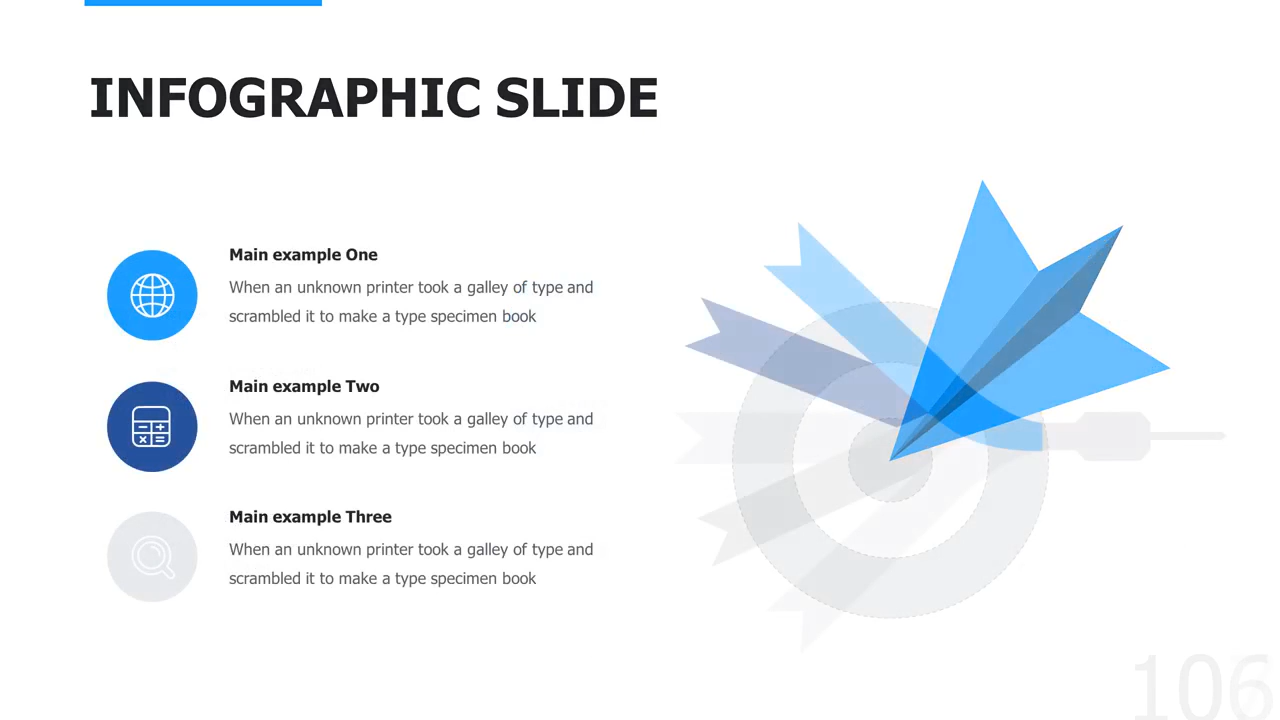 INFOGRAPHIC SLIDE
Main example One
When an unknown printer took a galley of type and
scrambled it to make a type specimen book
Main example Two
When an unknown printer took a galley of type and
scrambled it to make a type specimen book
Main example Three
When an unknown printer took a galley of type and
scrambled it to make a type specimen book